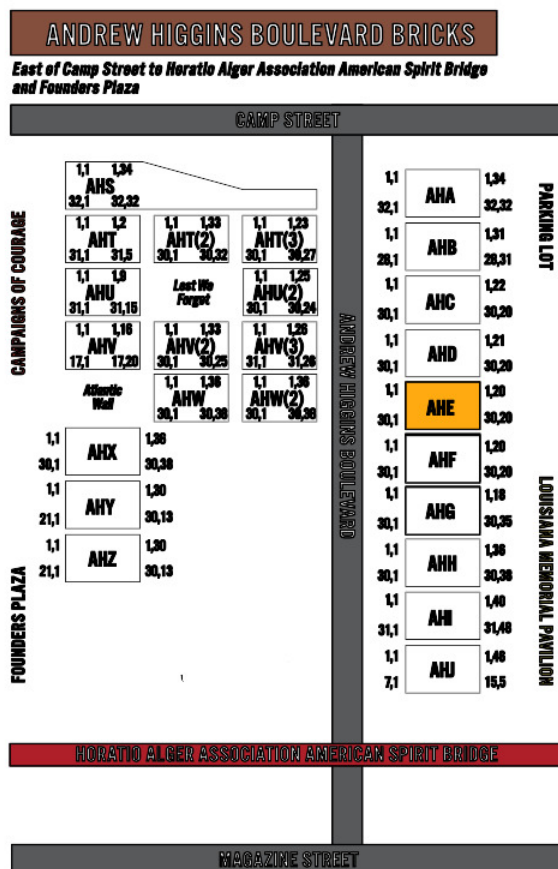 ANDREW HIGGINS BOULEVARD BRICKS
East of Camp Street to Horatio Alger Association American Spirit Bridge
and Founders Plaza
CAMP STREET
CAMPAIGNS OF COURAGE
FOUNDERS PLAZA
1,1 1,34
AHS
32,1 32,32
1,1 1,2
AHT
31,1 31,5
1,1 1,33
AHT(2)
30,1 30,32
1,1 1,23
AHT(3)
30,1 30,27
1,1 1,9
AHU
31,1 31,15
Lest We
Forget
1,1 1,25
AHU(2)
30,1 30,24
1,1 1,16
AHV
17,1 17,20
1,1 1,33
AHV(2)
30,1 30,25
1,1 1,26
AHV(3)
31,1 31,26
Atlantic
Wall
1,1 1,36
AHW
30,1 30,38
1,1 1,36
AHW(2)
30,1 30,38
1,1 1,36
AHX
30,1 30,38
1,1 1,30
AHY
21,1 30,13
1,1 1,30
AHZ
21,1 30,13
ANDREW HIGGINS BOULEVARD
1,1 1,34
AHA
32,1 32,32
1,1 1,31
AHB
28,1 28,31
1,1 1,22
AHC
30,1 30,20
1,1 1,21
AHD
30,1 30,20
1,1 1,20
AHE
30,1 30,20
1,1 1,20
AHF
30,1 30,20
1,1 1,18
AHG
30,1 30,35
1,1 1,36
AHH
30,1 30,38
1,1 1,40
AHI
31,1 31,48
1,1 1,48
AHJ
7,1 15,5
PARKING LOT
LOUISIANA MEMORIAL PAVILION
HORATIO ALGER ASSOCIATION AMERICAN SPIRIT BRIDGE
MAGAZINE STREET